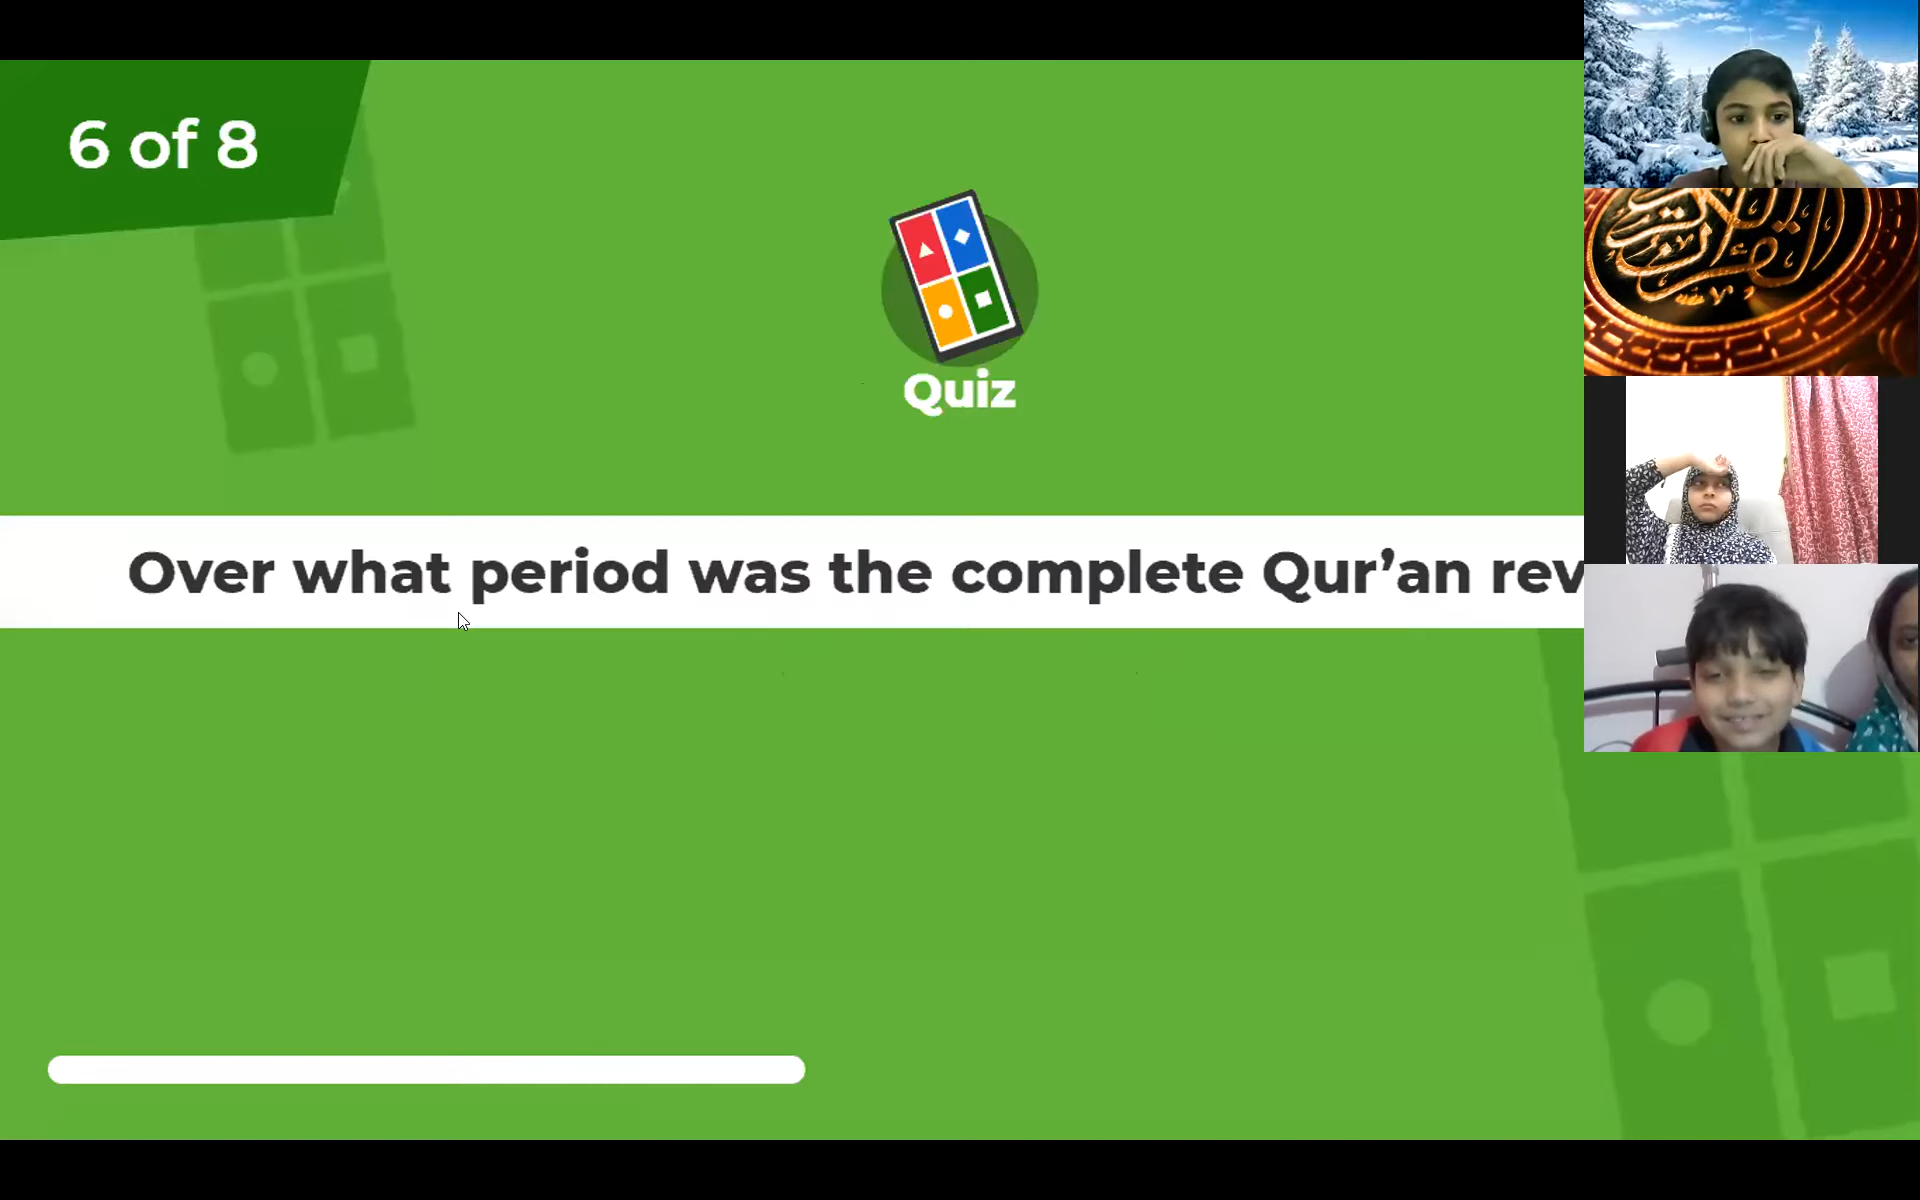 6 of 8
Quiz
Over what period was the complete Qur’an rev